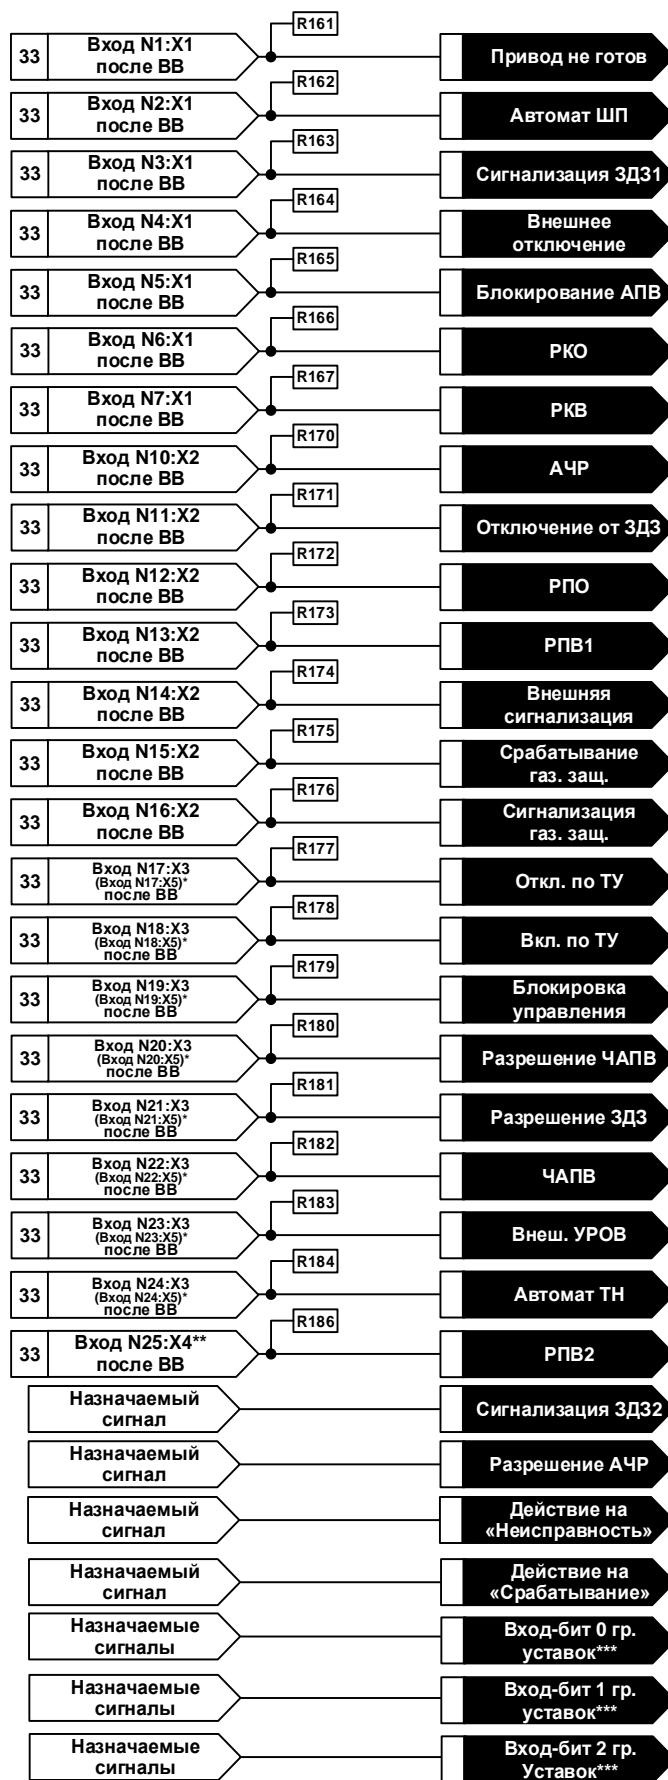 R161
33
Вход N1:X1
после ВВ
Привод не готов
R162
33
Вход N2:X1
после ВВ
Автомат ШП
R163
33
Вход N3:X1
после ВВ
Сигнализация ЗДЗ1
R164
33
Вход N4:X1
после ВВ
Внешнее
отключение
R165
33
Вход N5:X1
после ВВ
Блокирование АПВ
R166
33
Вход N6:X1
после ВВ
РКО
R167
33
Вход N7:X1
после ВВ
РКВ
R170
33
Вход N10:X2
после ВВ
АЧР
R171
33
Вход N11:X2
после ВВ
Отключение от ЗДЗ
R172
33
Вход N12:X2
после ВВ
РПО
R173
33
Вход N13:X2
после ВВ
РПВ1
R174
33
Вход N14:X2
после ВВ
Внешняя
сигнализация
R175
33
Вход N15:X2
после ВВ
Срабатывание
газ. защ.
R176
33
Вход N16:X2
после ВВ
Сигнализация
газ. защ.
R177
33
Вход N17:X3
(Вход N17:X5)*
после ВВ
Откл. по ТУ
R178
33
Вход N18:X3
(Вход N18:X5)*
после ВВ
Вкл. по ТУ
R179
33
Вход N19:X3
(Вход N19:X5)*
после ВВ
Блокировка
управления
R180
33
Вход N20:X3
(Вход N20:X5)*
после ВВ
Разрешение ЧАПВ
R181
33
Вход N21:X3
(Вход N21:X5)*
после ВВ
Разрешение ЗДЗ
R182
33
Вход N22:X3
(Вход N22:X5)*
после ВВ
ЧАПВ
R183
33
Вход N23:X3
(Вход N23:X5)*
после ВВ
Внеш. УРОВ
R184
33
Вход N24:X3
(Вход N24:X5)*
после ВВ
Автомат ТН
R186
33
Вход N25:X4**
после ВВ
РПВ2
Назначаемый
сигнал
Сигнализация ЗДЗ2
Назначаемый
сигнал
Разрешение АЧР
Назначаемый
сигнал
Действие на
«Неисправность»
Назначаемый
сигнал
Действие на
«Срабатывание»
Назначаемые
сигналы
Вход-бит 0 гр.
уставок***
Назначаемые
сигналы
Вход-бит 1 гр.
уставок***
Назначаемые
сигналы
Вход-бит 2 гр.
Уставок***